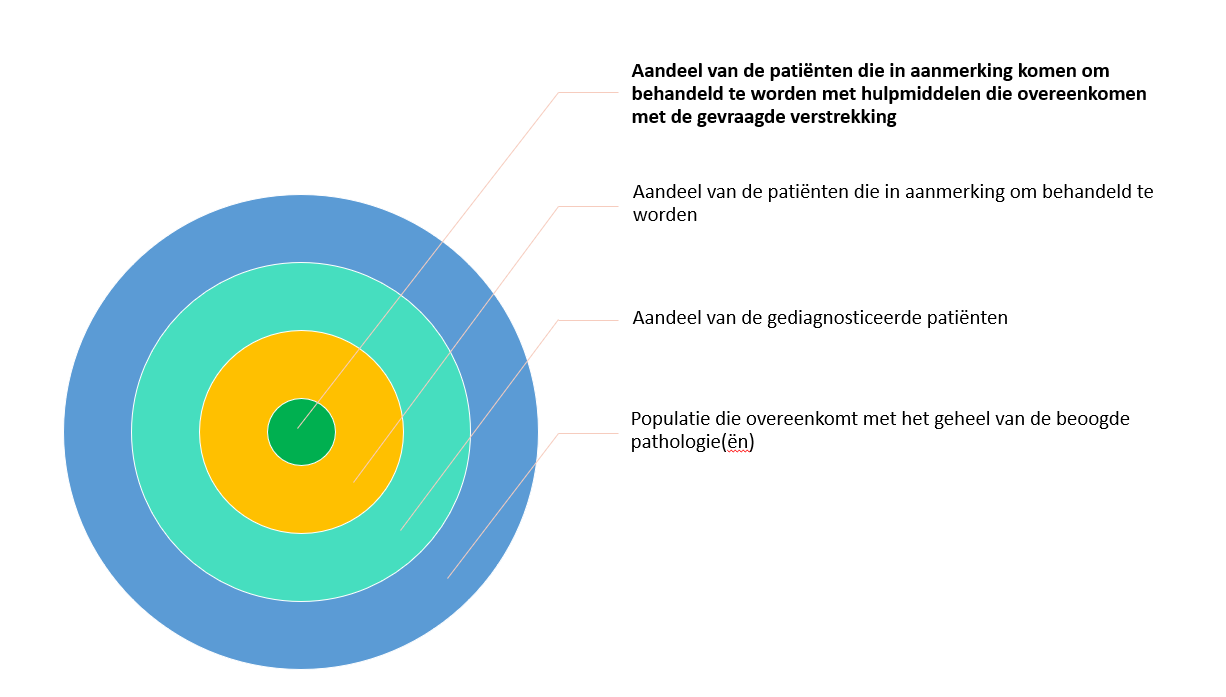 Aandeel van de patiënten die in aanmerking komen om
behandeld te worden met hulpmiddelen die overeenkomen
met de gevraagde verstrekking
Aandeel van de patiënten die in aanmerking om behandeld te
worden
Aandeel van de gediagnosticeerde patiënten
Populatie die overeenkomt met het geheel van de beoogde
pathologie(ën)